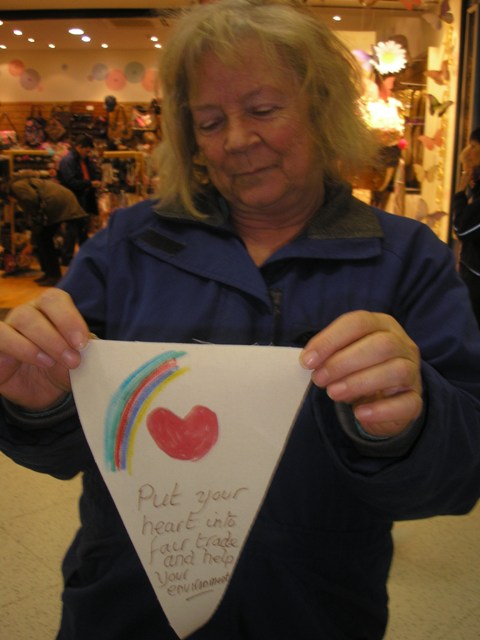 Put your
heart into
fair trade
and help
your
environment